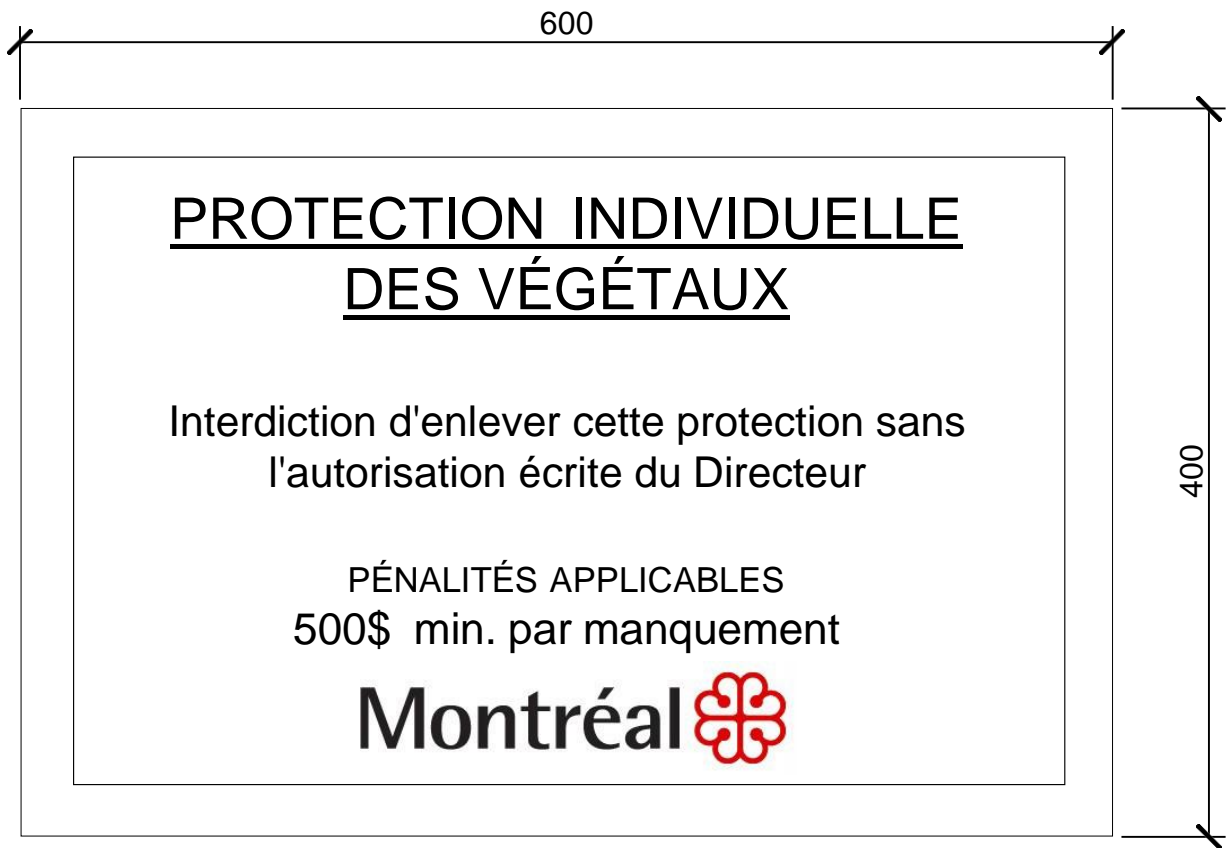 600
PROTECTION INDIVIDUELLE
DES VÉGÉTAUX
Interdiction d'enlever cette protection sans
l'autorisation écrite du Directeur
400
PÉNALITÉS APPLICABLES
500$ min. par manquement
Montréal